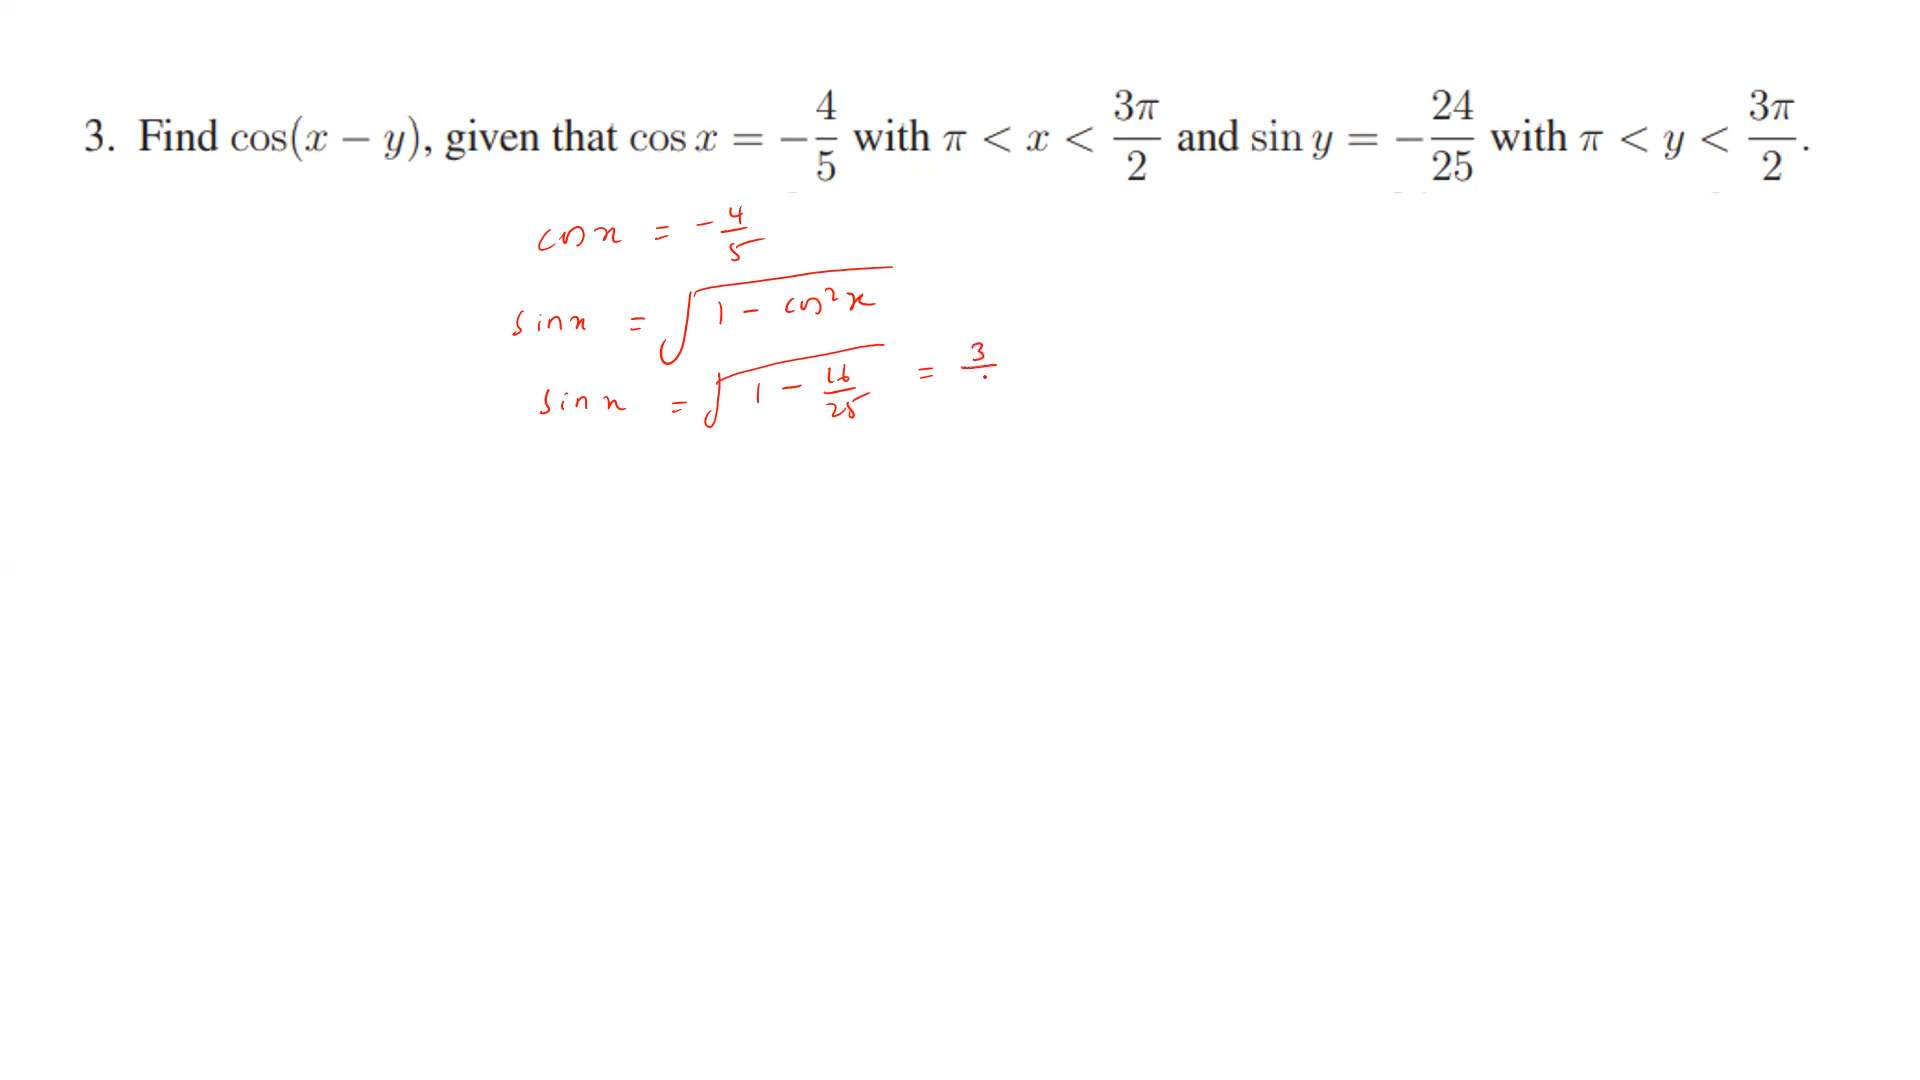 3. Find cos(x − y), given that cos x = −4/5 with π < x < 3π/2 and sin y = −24/25 with π < y < 3π/2.
cos x = −4/5
sin x = √(1 − cos²x)
sin x = √(1 − 16/25) = 3/